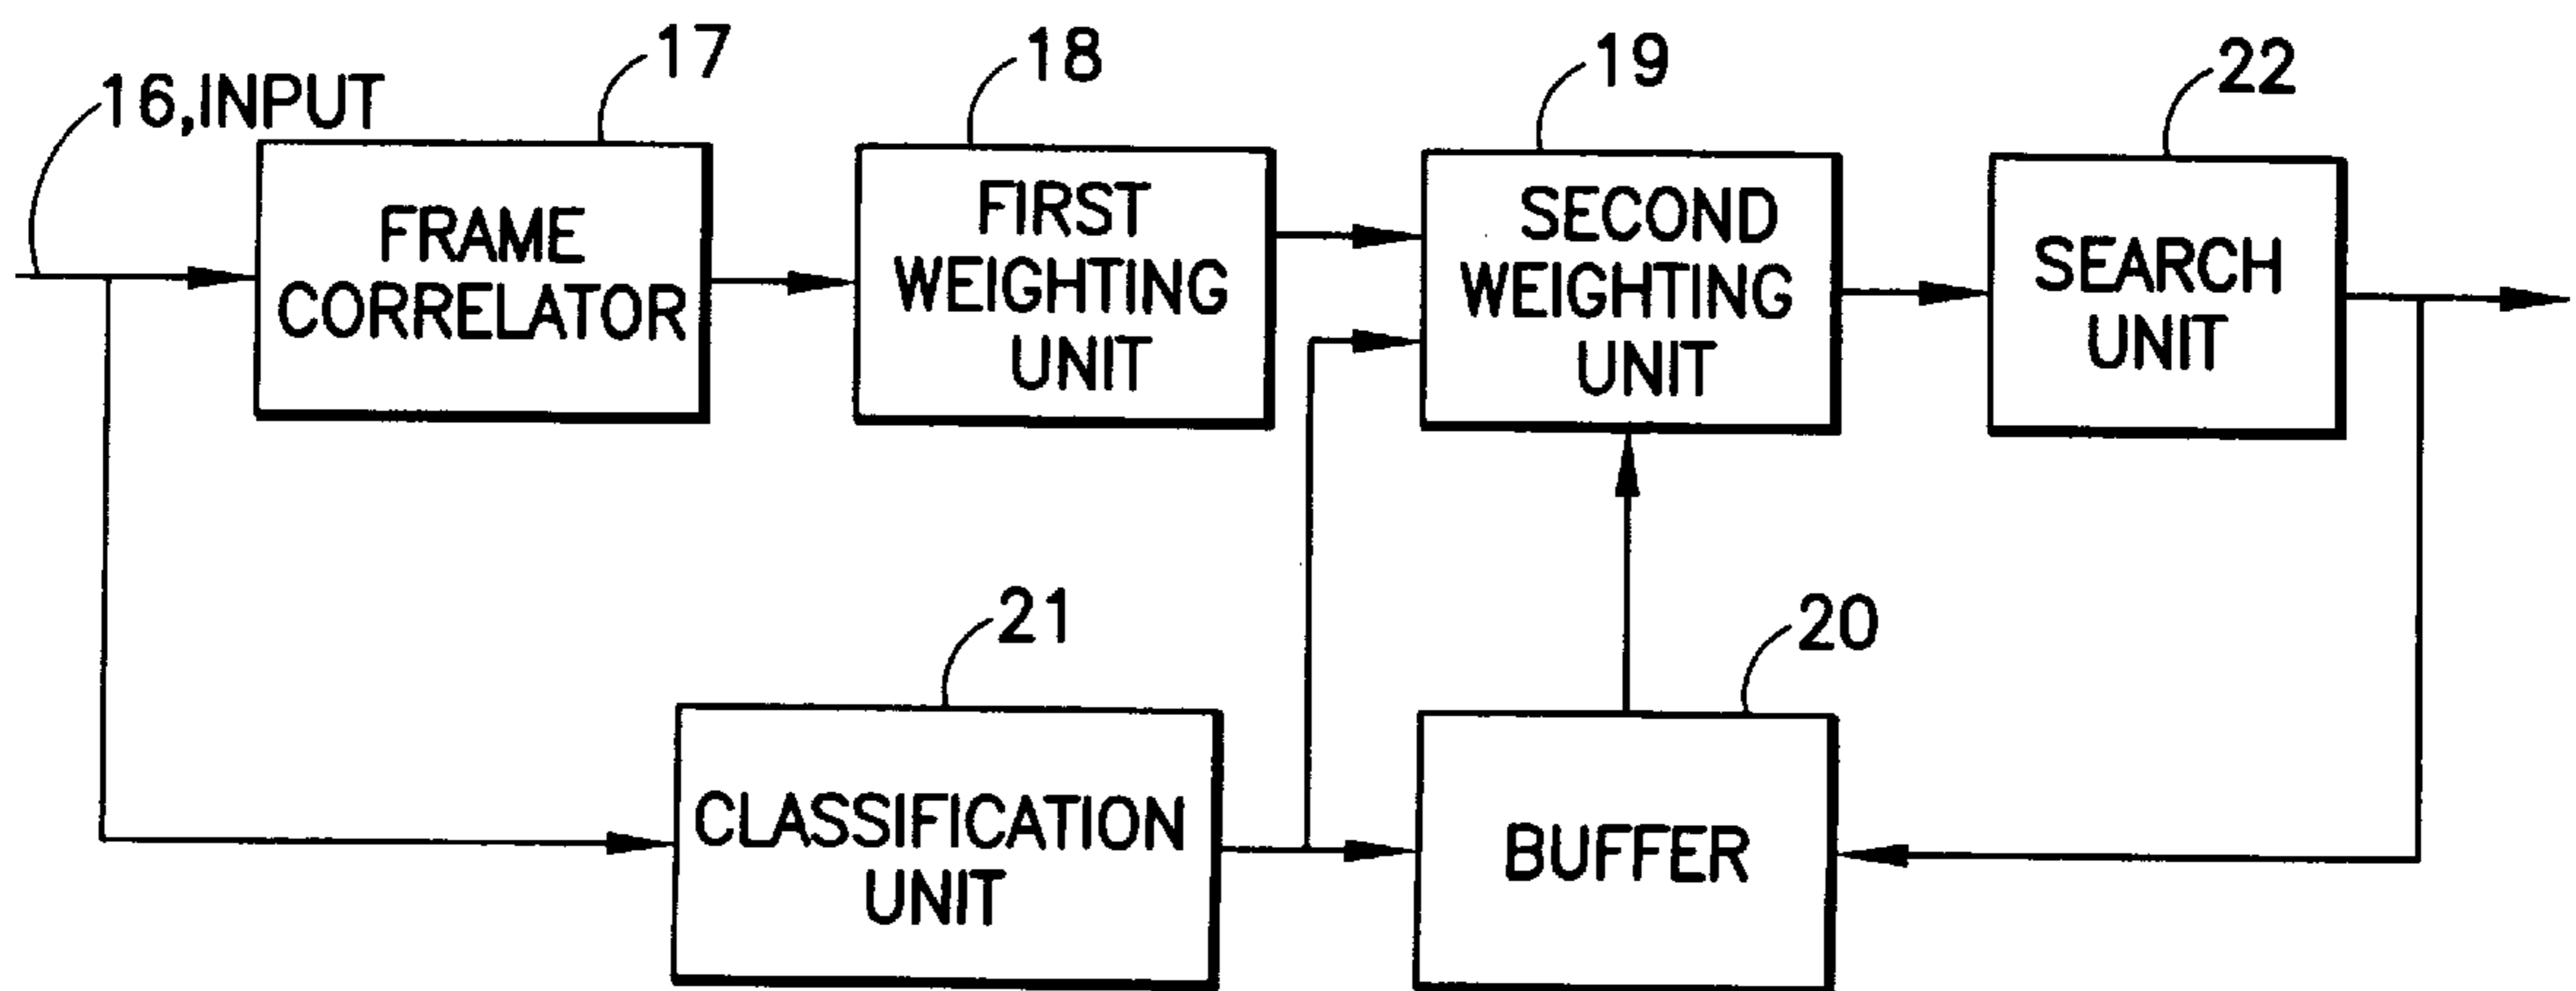 16,INPUT
17
18
19
22
FRAME
CORRELATOR
FIRST
WEIGHTING
UNIT
SECOND
WEIGHTING
UNIT
SEARCH
UNIT
21
20
CLASSIFICATION
UNIT
BUFFER